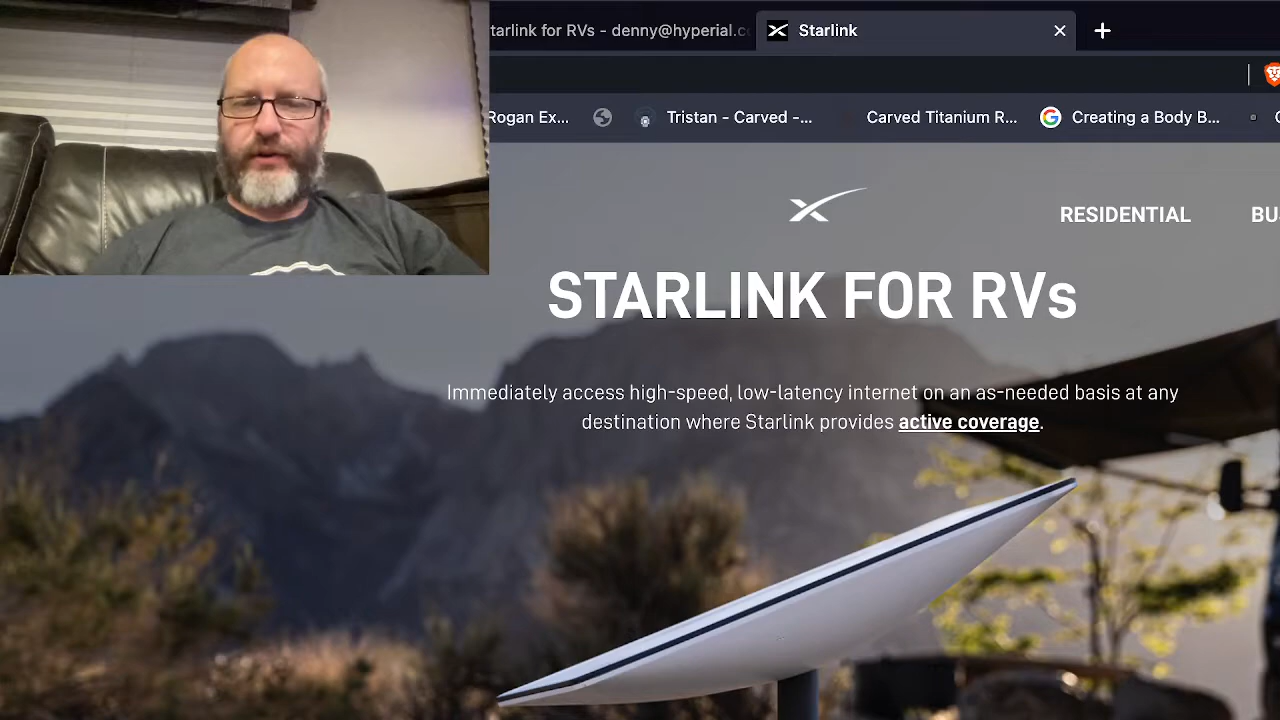 tarlink for RVs - denny@hyperial.c
Starlink
Rogan Ex...
Tristan - Carved -...
Carved Titanium R...
Creating a Body B...
RESIDENTIAL
BU
STARLINK FOR RVs
Immediately access high-speed, low-latency internet on an as-needed basis at any
destination where Starlink provides active coverage.